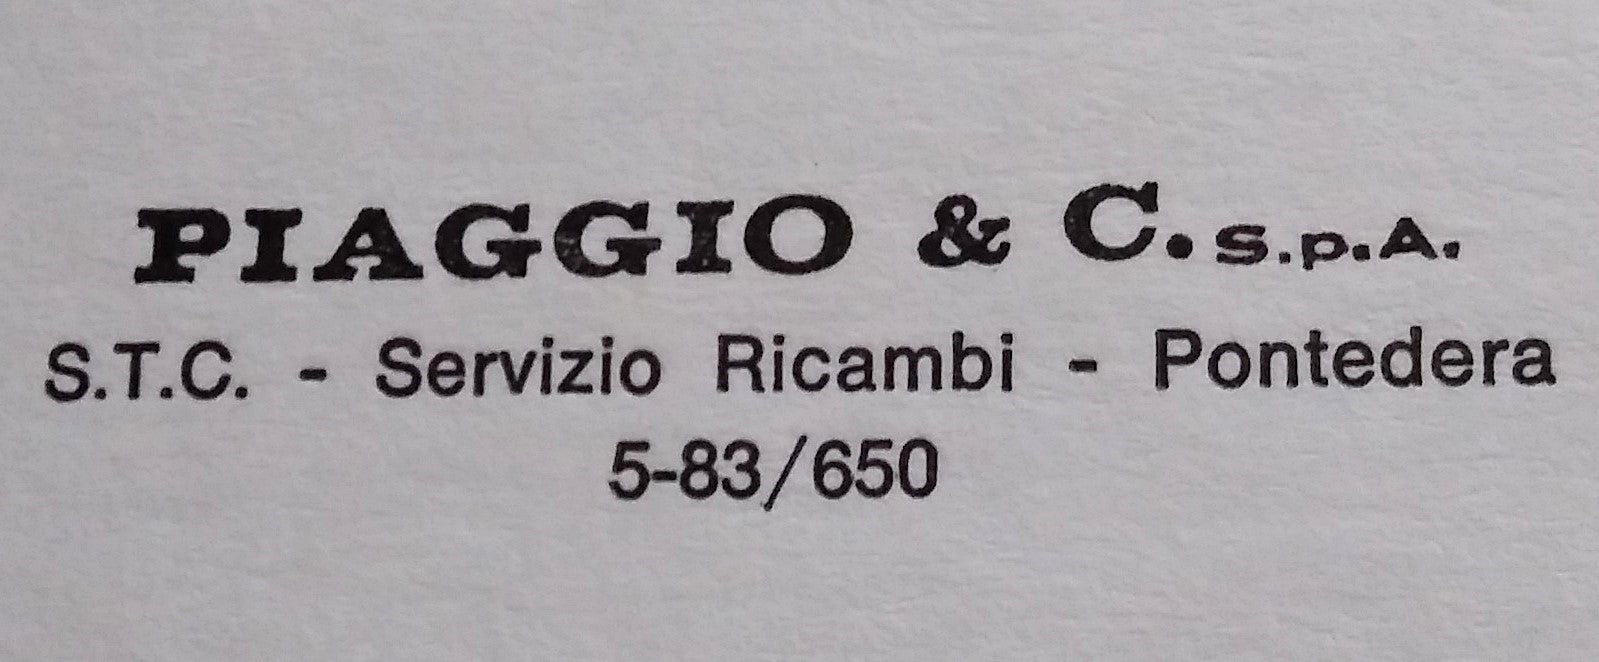 PIAGGIO & C. S.p.A.
S.T.C. - Servizio Ricambi - Pontedera
5-83/650